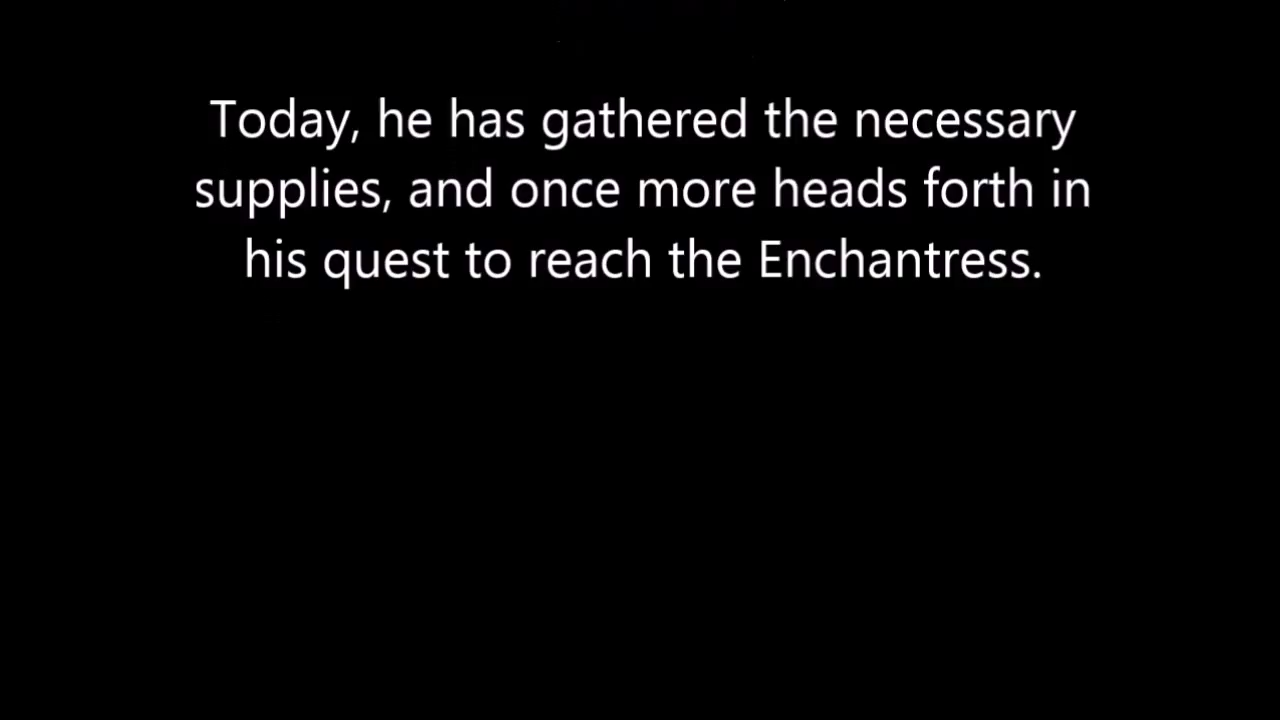 Today, he has gathered the necessary
supplies, and once more heads forth in
his quest to reach the Enchantress.